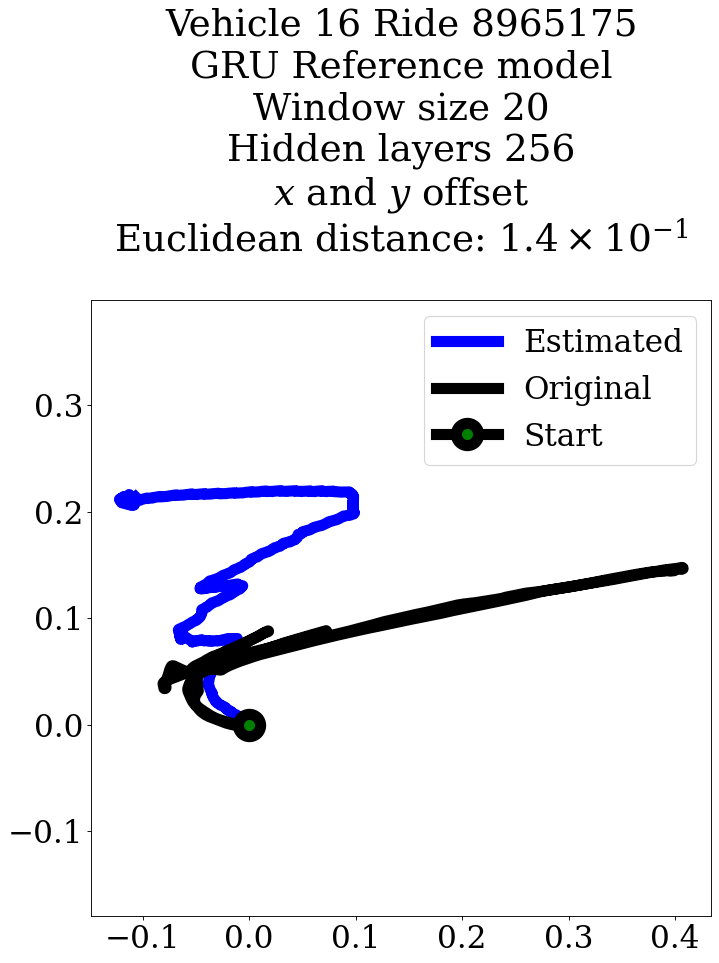 Vehicle 16 Ride 8965175
GRU Reference model
Window size 20
Hidden layers 256
x and y offset
Euclidean distance: 1.4 × 10⁻¹
Estimated
Original
Start
0.3
0.2
0.1
0.0
−0.1
−0.1 0.0 0.1 0.2 0.3 0.4